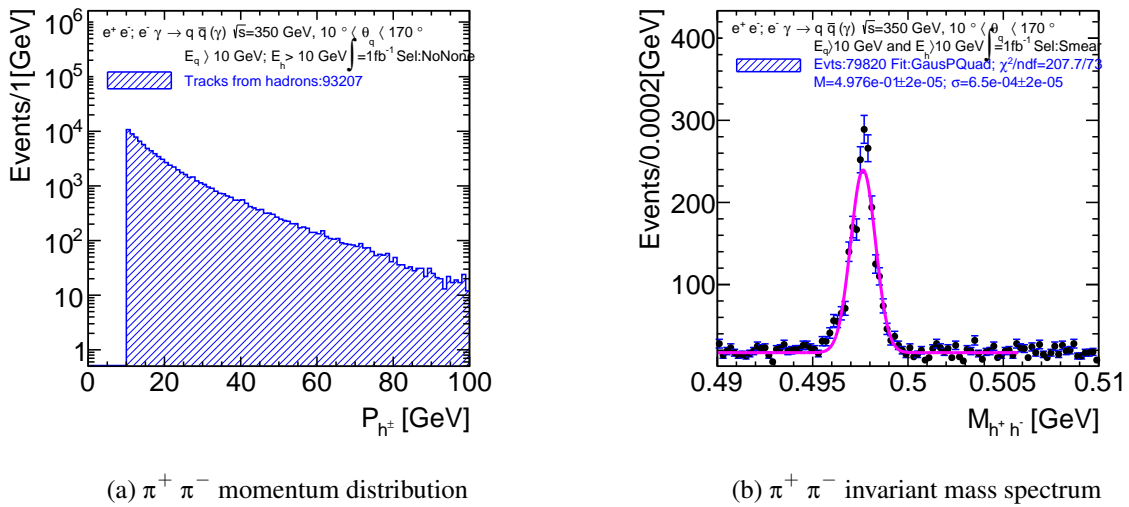 e⁺ e⁻; e⁻ γ → q q̅ (γ) √s=350 GeV, 10 ° ⟨ θ_q ⟨ 170 °
E_q ⟩ 10 GeV; E_h > 10 GeV ∫=1fb⁻¹ Sel:NoNone
Tracks from hadrons:93207
Events/1[GeV]
10⁶
10⁵
10⁴
10³
10²
10
1
0 20 40 60 80 100
P_h± [GeV]
(a) π⁺ π⁻ momentum distribution
e⁺ e⁻; e⁻ γ → q q̅ (γ) √s=350 GeV, 10 ° ⟨ θ_q ⟨ 170 °
E_q ⟩10 GeV and E_h ⟩10 GeV ∫=1fb⁻¹ Sel:Smear
Evts:79820 Fit:GausPQuad; χ²/ndf=207.7/73
M=4.976e-01±2e-05; σ=6.5e-04±2e-05
Events/0.0002[GeV]
400
300
200
100
0.49 0.495 0.5 0.505 0.51
M_h⁺ h⁻ [GeV]
(b) π⁺ π⁻ invariant mass spectrum